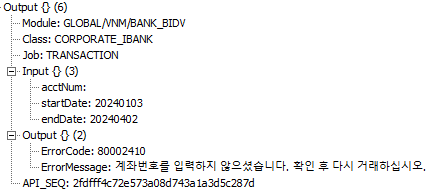 Output {} (6)
Module: GLOBAL/VNM/BANK_BIDV
Class: CORPORATE_IBANK
Job: TRANSACTION
Input {} (3)
acctNum:
startDate: 20240103
endDate: 20240402
Output {} (2)
ErrorCode: 80002410
ErrorMessage: 계좌번호를 입력하지 않으셨습니다. 확인 후 다시 거래하십시오.
API_SEQ: 2fdfff4c72e573a08d743a1a3d5c287d